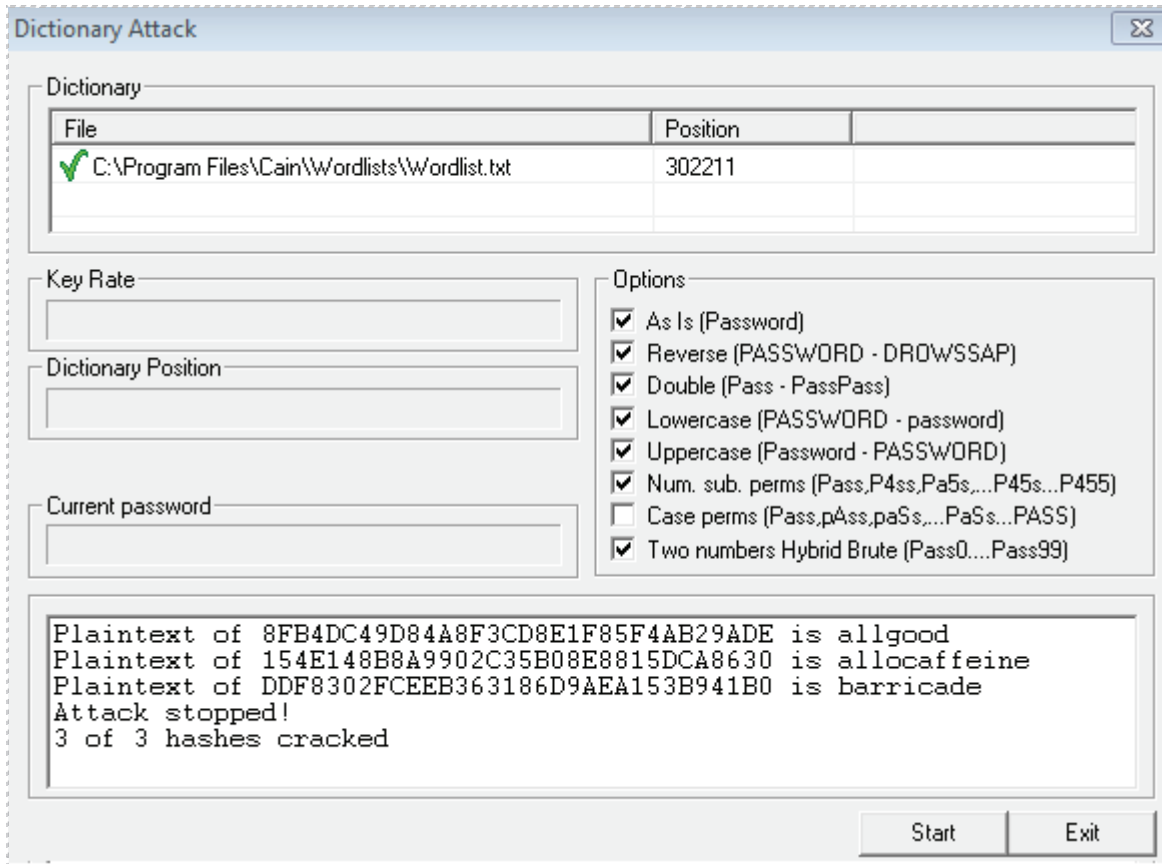 Dictionary Attack
Dictionary
File Position
C:\Program Files\Cain\Wordlists\Wordlist.txt 302211
Key Rate
Dictionary Position
Current password
Options
As Is (Password)
Reverse (PASSWORD - DROWSSAP)
Double (Pass - PassPass)
Lowercase (PASSWORD - password)
Uppercase (Password - PASSWORD)
Num. sub. perms (Pass,P4ss,Pa5s,...P45s...P455)
Case perms (Pass,pAss,paSs,...PaSs...PASS)
Two numbers Hybrid Brute (Pass0....Pass99)
Plaintext of 8FB4DC49D84A8F3CD8E1F85F4AB29ADE is allgood
Plaintext of 154E148B8A9902C35B08E8815DCA8630 is allocaffeine
Plaintext of DDF8302FCEEB363186D9AEA153B941B0 is barricade
Attack stopped!
3 of 3 hashes cracked
Start Exit